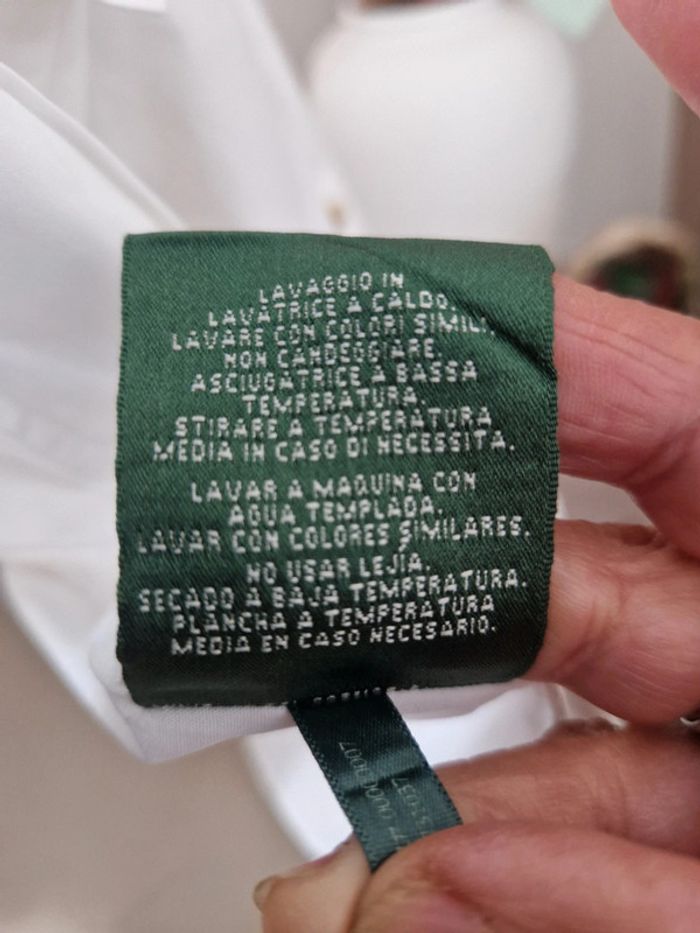 LAVAGGIO IN
LAVATRICE A CALDO.
LAVARE CON COLORI SIMILI.
NON CANDEGGIARE.
ASCIUGATRICE A BASSA
TEMPERATURA.
STIRARE A TEMPERATURA
MEDIA IN CASO DI NECESSITA.
LAVAR A MAQUINA CON
AGUA TEMPLADA.
LAVAR CON COLORES SIMILARES.
NO USAR LEJIA.
SECADO A BAJA TEMPERATURA.
PLANCHA A TEMPERATURA
MEDIA EN CASO NECESARIO.